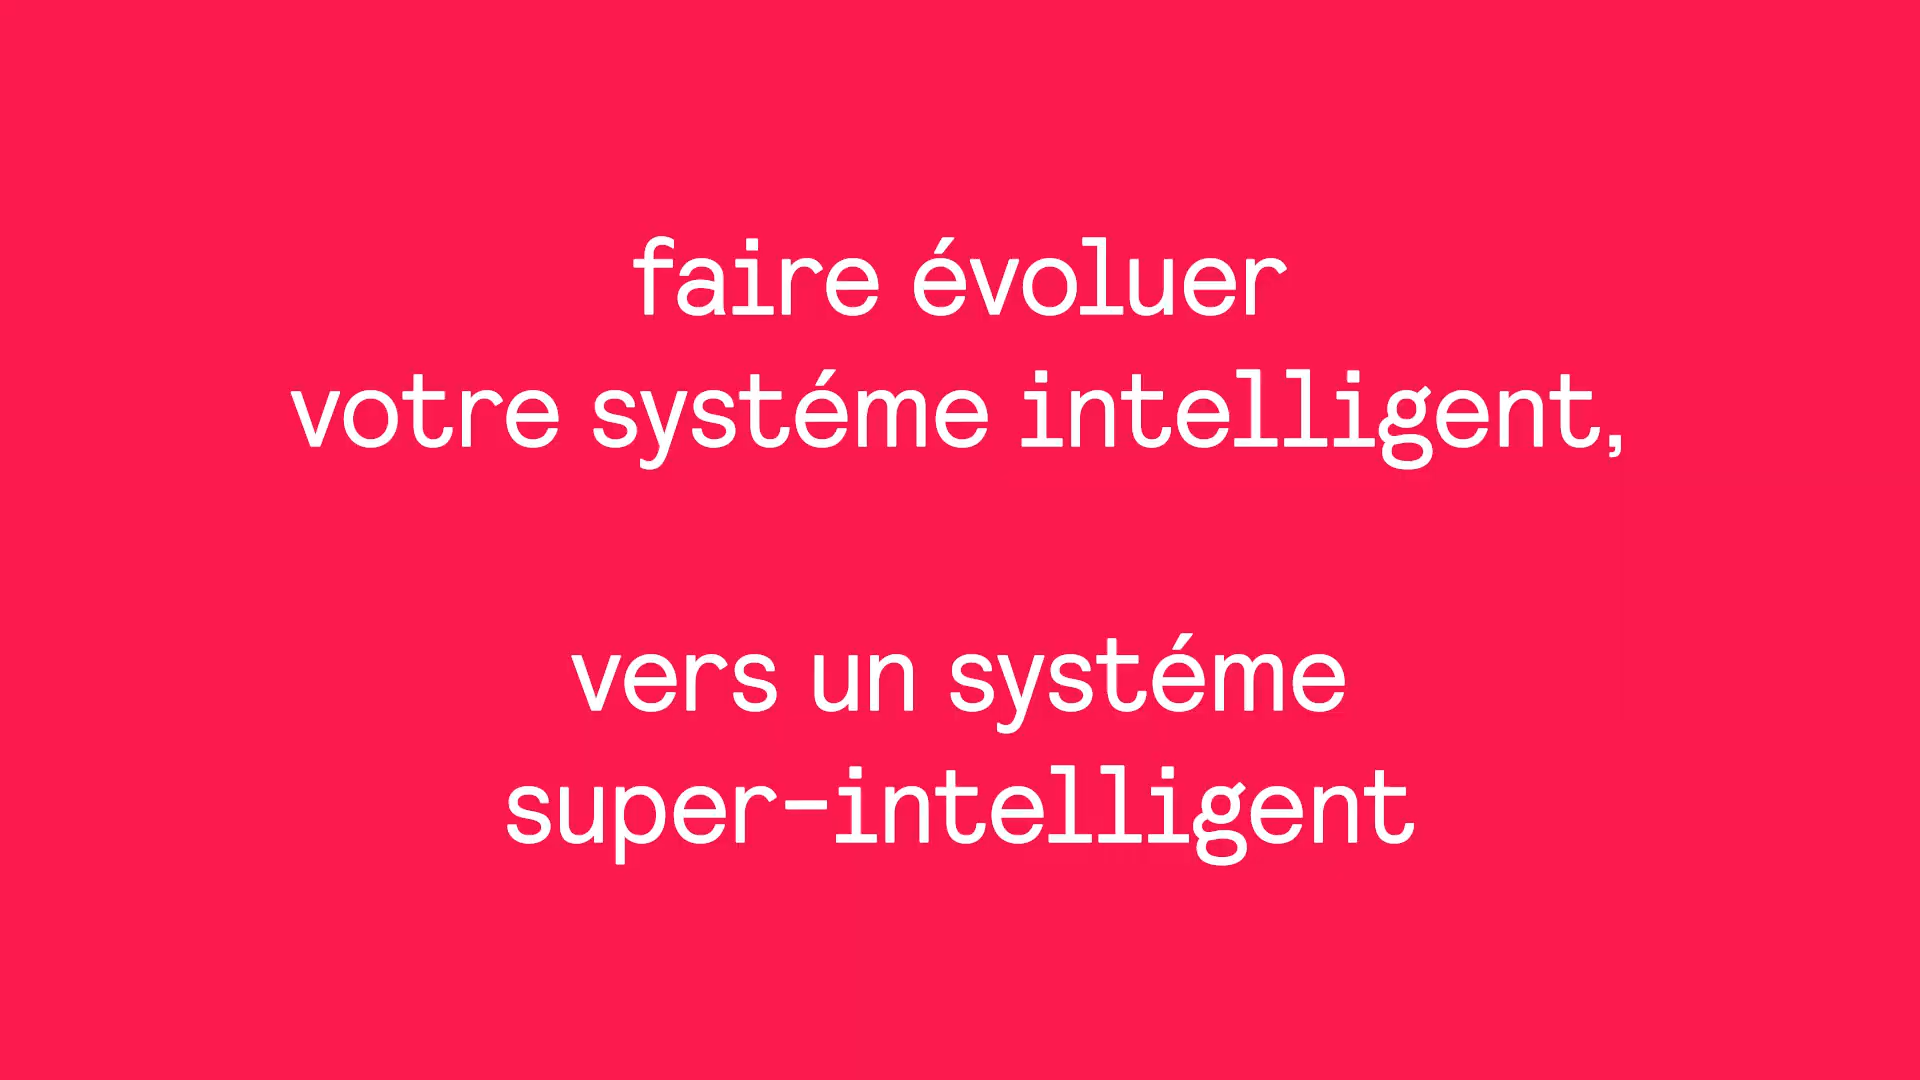 faire évoluer
votre systéme intelligent,
vers un systéme
super-intelligent